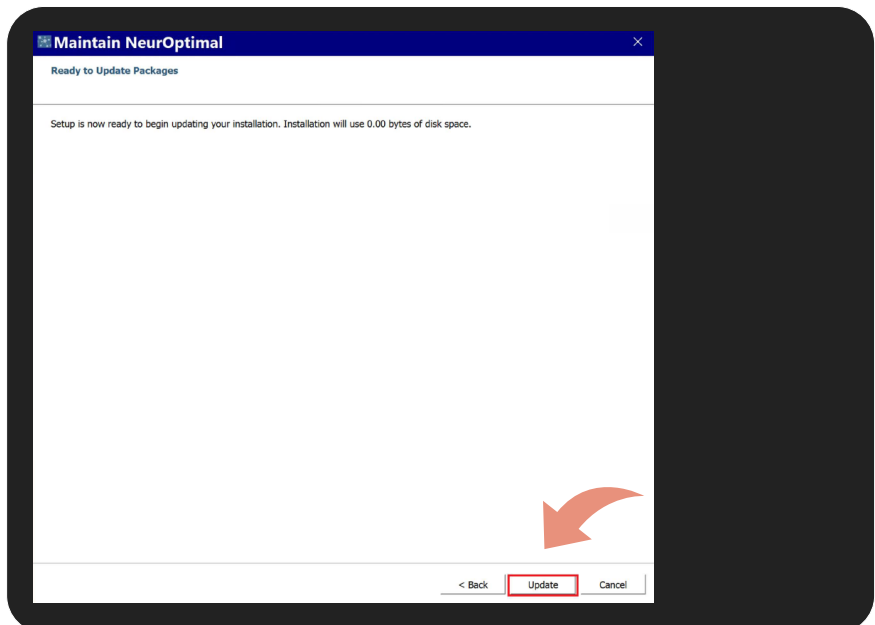 Maintain NeurOptimal
Ready to Update Packages
Setup is now ready to begin updating your installation. Installation will use 0.00 bytes of disk space.
< Back Update Cancel